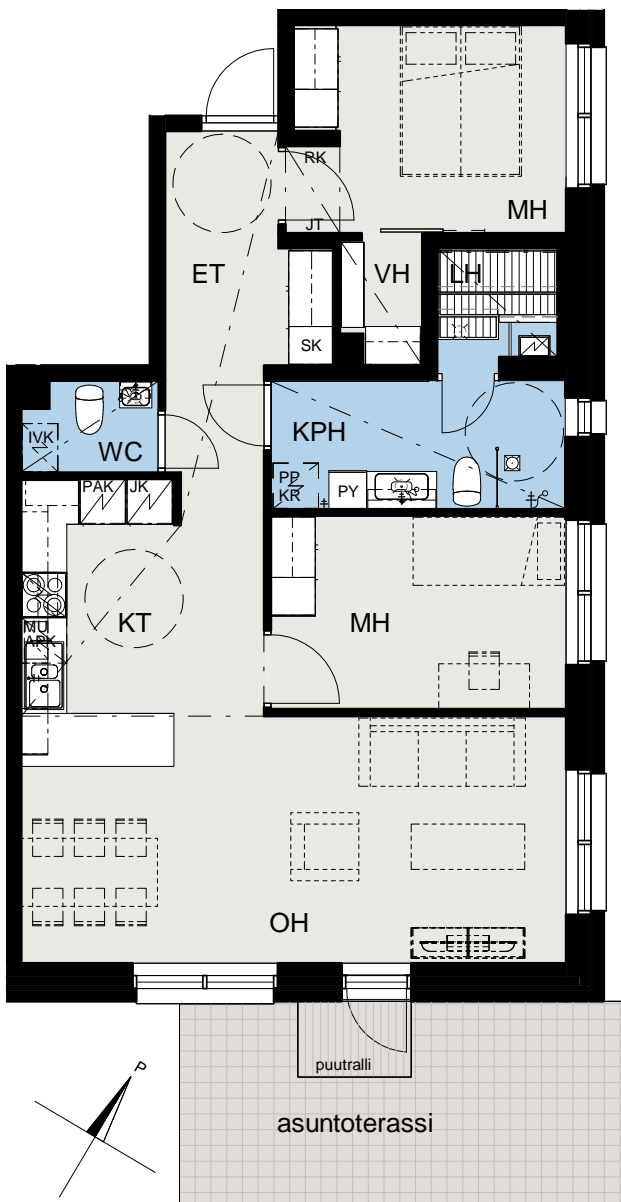 RK
MH
JT
ET
VH
LH
SK
KPH
IVK
WC
PP
KR
PY
PAK
JK
KT
MH
MU
APK
OH
puutralli
P
asuntoterassi